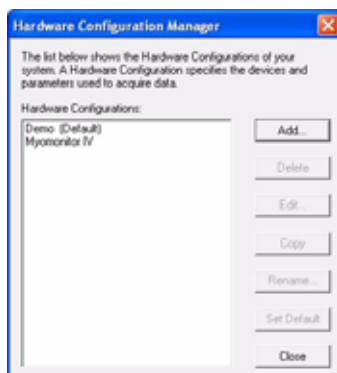 Hardware Configuration Manager
The list below shows the Hardware Configurations of your
system. A Hardware Configuration specifies the devices and
parameters used to acquire data.
Hardware Configurations:
Demo (Default)
Myomonitor IV
Add...
Delete
Edit...
Copy
Rename...
Set Default
Close